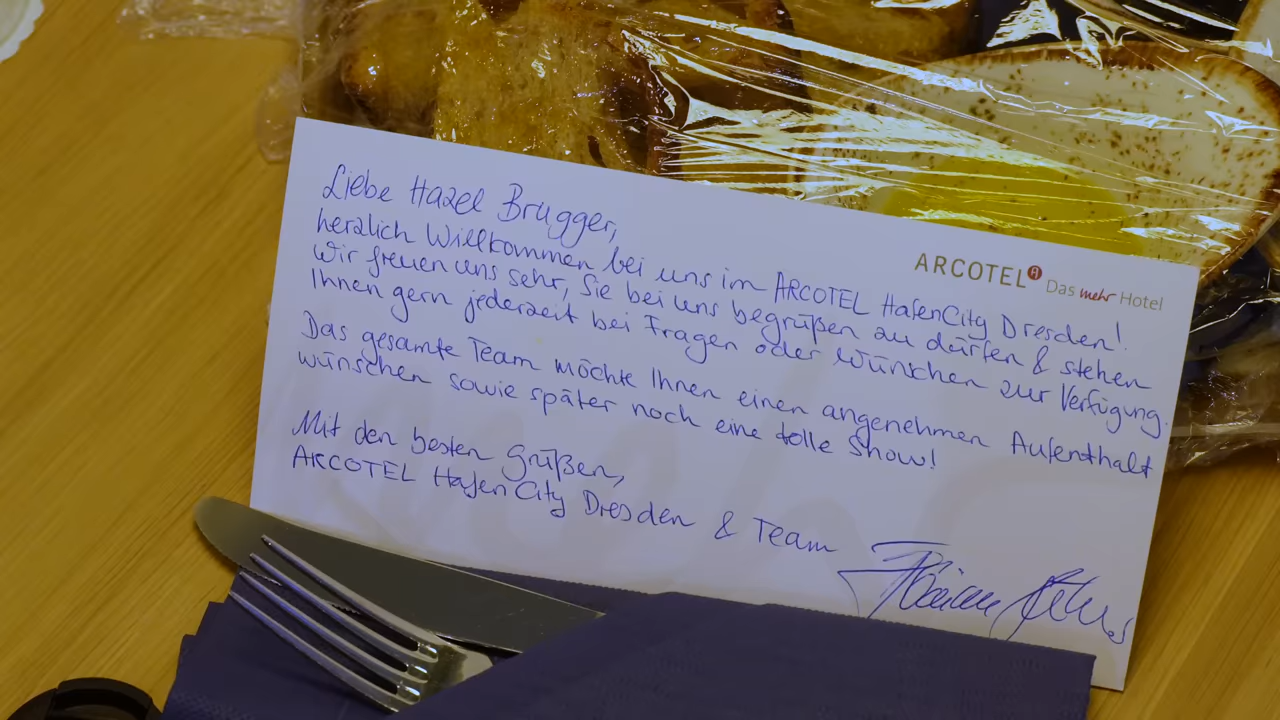 Liebe Hazel Brugger,
herzlich Willkommen bei uns im ARCOTEL HafenCity Dresden!
Wir freuen uns sehr, Sie bei uns begrüßen zu dürfen & stehen
Ihnen gern jederzeit bei Fragen oder Wünschen zur Verfügung.
Das gesamte Team möchte Ihnen einen angenehmen Aufenthalt
wünschen sowie später noch eine tolle Show!
Mit den besten Grüßen,
ARCOTEL HafenCity Dresden & Team
ARCOTEL
Das mehr Hotel